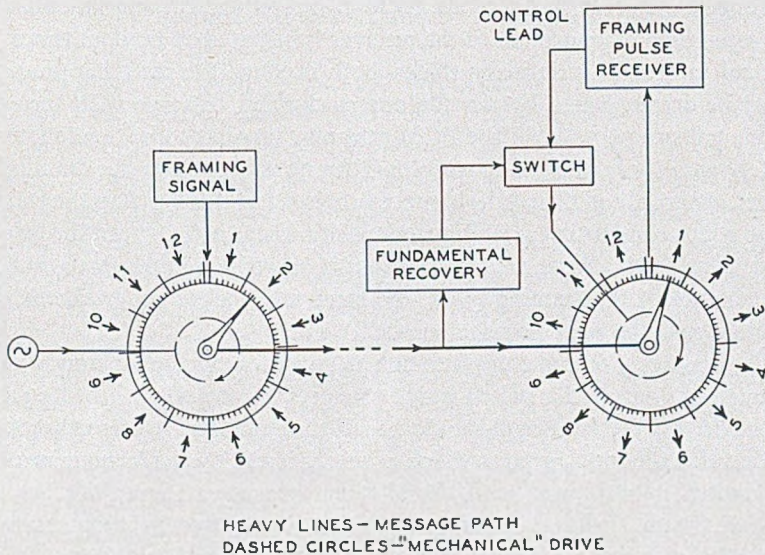 CONTROL
LEAD
FRAMING
PULSE
RECEIVER
FRAMING
SIGNAL
SWITCH
FUNDAMENTAL
RECOVERY
12
1
2
3
4
5
6
7
8
9
10
11
~
12
1
2
3
4
5
6
7
8
9
10
11
HEAVY LINES – MESSAGE PATH
DASHED CIRCLES – "MECHANICAL" DRIVE